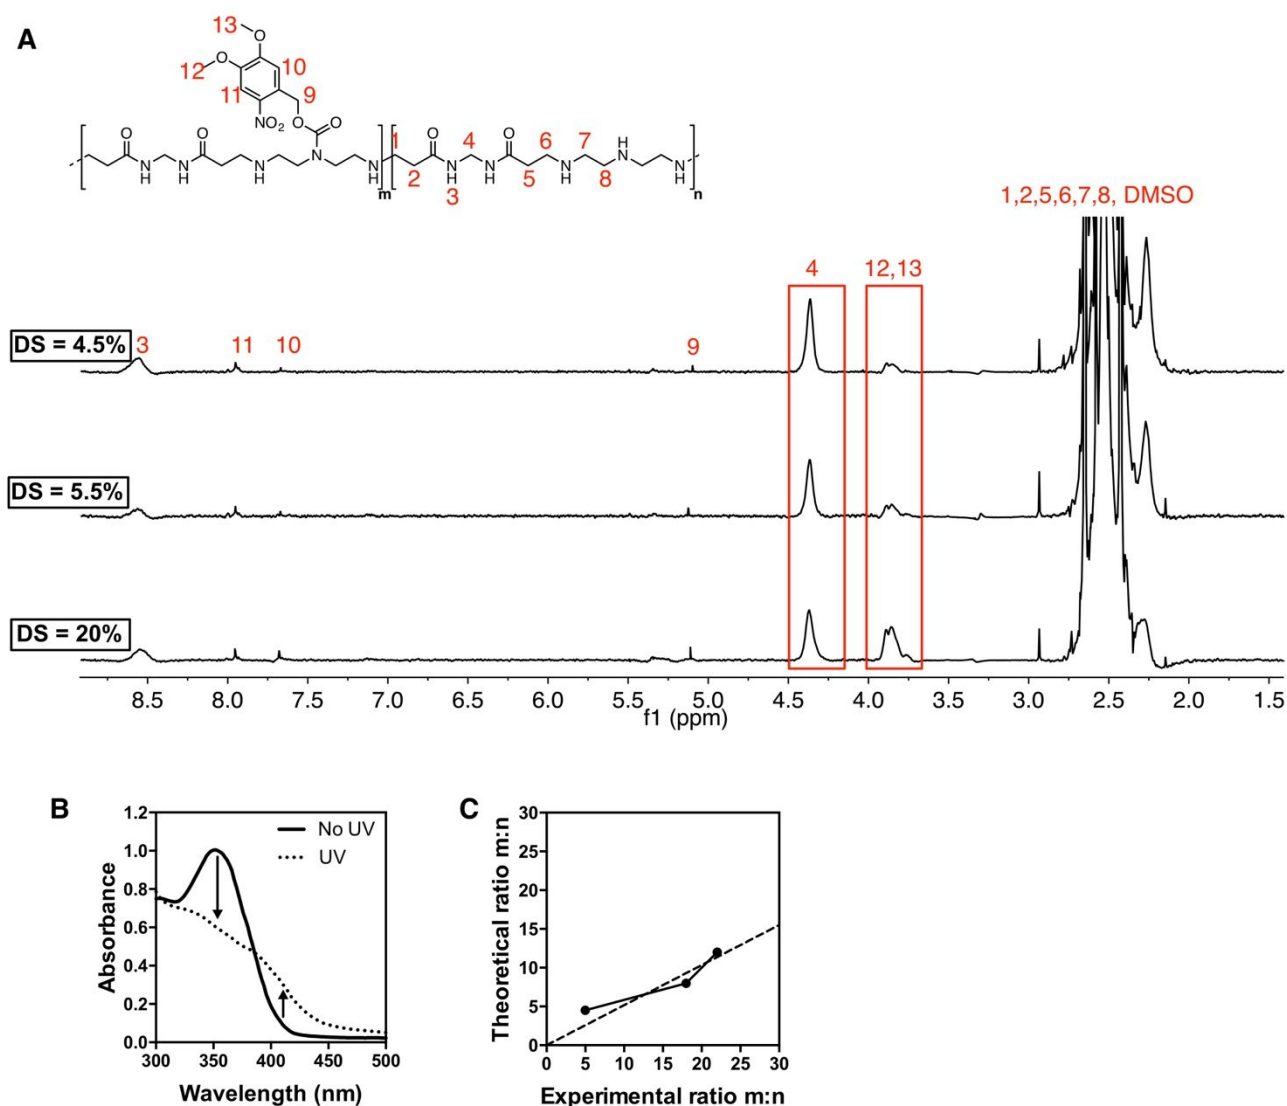 A
13
O
12
O
10
11
9
NO₂
O
O
O
O
N
1
O
4
O
6
7
H
N
N
H
N
H
N
H
N
H
m
2
N
H
N
H
5
N
H
8
N
H
n
3
1,2,5,6,7,8, DMSO
4
12,13
DS = 4.5%
3
11
10
9
DS = 5.5%
DS = 20%
8.5 8.0 7.5 7.0 6.5 6.0 5.5 5.0 4.5 4.0 3.5 3.0 2.5 2.0 1.5
f1 (ppm)
B
Absorbance
1.2
1.0
0.8
0.6
0.4
0.2
0.0
No UV
UV
300 350 400 450 500
Wavelength (nm)
C
Theoretical ratio m:n
30
25
20
15
10
5
0
0 5 10 15 20 25 30
Experimental ratio m:n